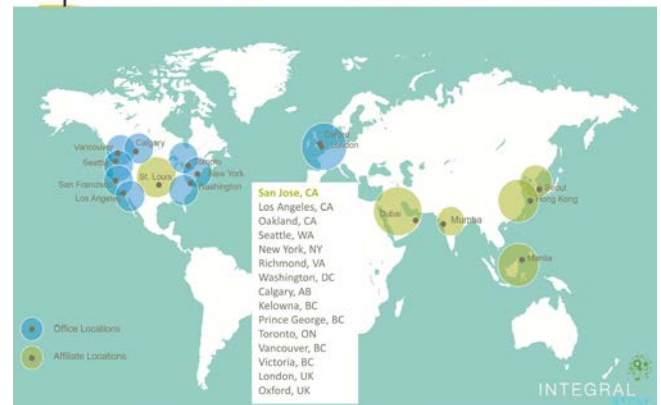 Vancouver
Calgary
Seattle
Toronto
New York
St. Louis
San Francisco
Washington
Los Angeles
Oxford
London
San Jose, CA
Los Angeles, CA
Oakland, CA
Seattle, WA
New York, NY
Richmond, VA
Washington, DC
Calgary, AB
Kelowna, BC
Prince George, BC
Toronto, ON
Vancouver, BC
Victoria, BC
London, UK
Oxford, UK
Dubai
Mumba
Seoul
Hong Kong
Manila
Office Locations
Affiliate Locations
INTEGRAL